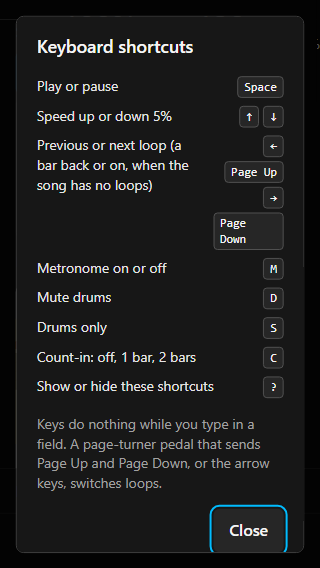 Keyboard shortcuts
Play or pause Space
Speed up or down 5% ↑ ↓
Previous or next loop (a ←
bar back or on, when the Page Up
song has no loops) →
Page
Down
Metronome on or off M
Mute drums D
Drums only S
Count-in: off, 1 bar, 2 bars C
Show or hide these shortcuts ?
Keys do nothing while you type in a
field. A page-turner pedal that sends
Page Up and Page Down, or the arrow
keys, switches loops.
Close